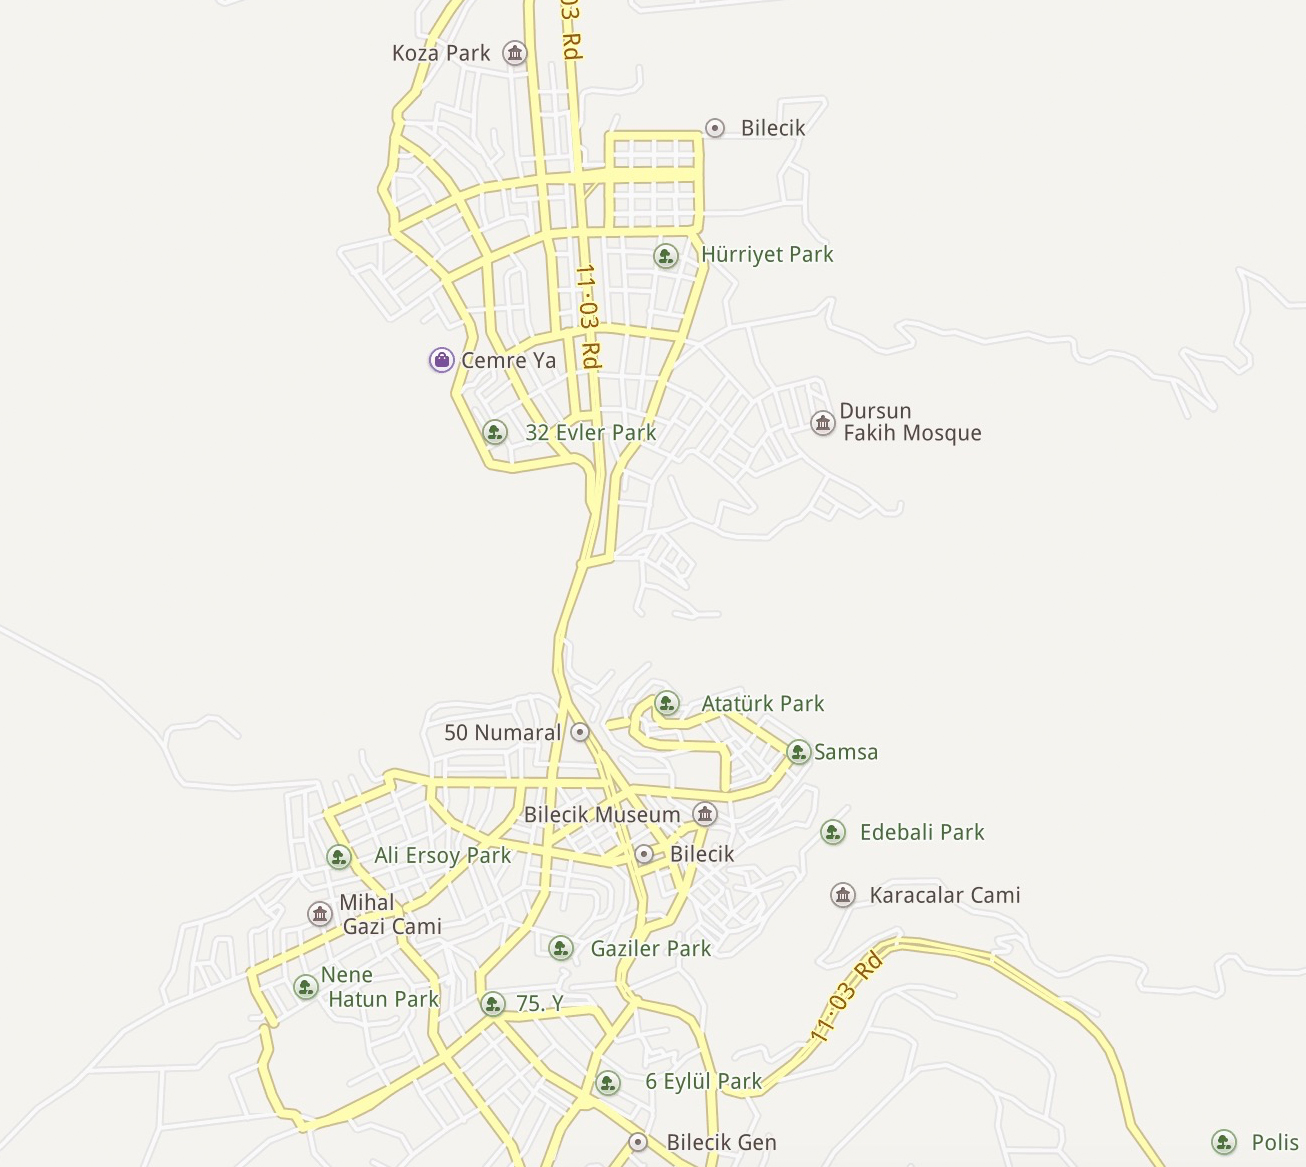 03 Rd
Koza Park
Bilecik
Hürriyet Park
11·03 Rd
Cemre Ya
Dursun
Fakih Mosque
32 Evler Park
Atatürk Park
50 Numaral
Samsa
Bilecik Museum
Edebali Park
Bilecik
Ali Ersoy Park
Karacalar Cami
Mihal
Gazi Cami
Gaziler Park
11·03 Rd
Nene
Hatun Park
75. Y
6 Eylül Park
Bilecik Gen
Polis